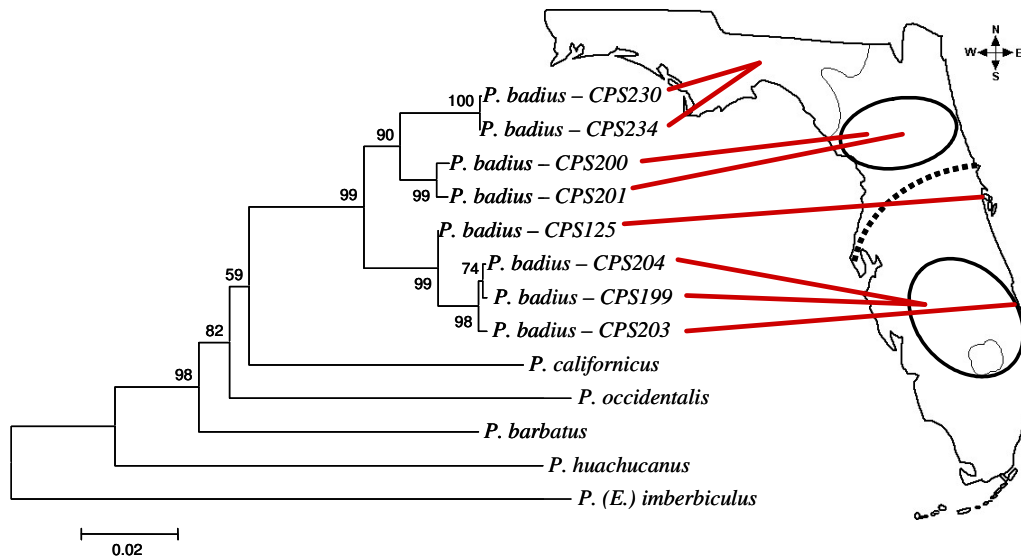 N
W E
S
100
P. badius – CPS230
P. badius – CPS234
90
P. badius – CPS200
99
P. badius – CPS201
99
P. badius – CPS125
99
74
P. badius – CPS204
P. badius – CPS199
98
P. badius – CPS203
59
P. californicus
82
P. occidentalis
98
P. barbatus
P. huachucanus
P. (E.) imberbiculus
0.02